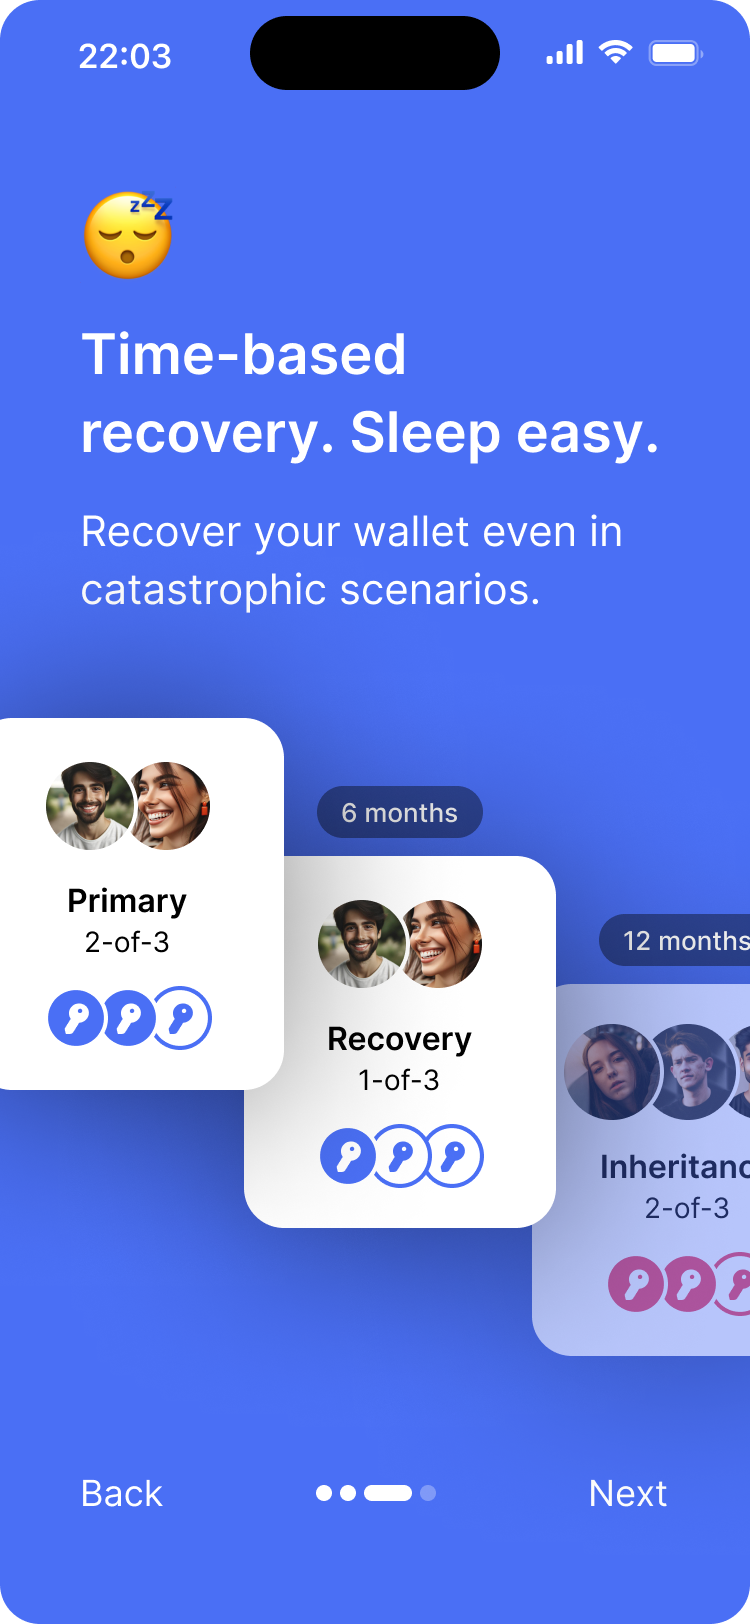 22:03
zzZ
Time-based
recovery. Sleep easy.
Recover your wallet even in
catastrophic scenarios.
Primary
2-of-3
6 months
Recovery
1-of-3
12 months
Inheritanc
2-of-3
Back
Next